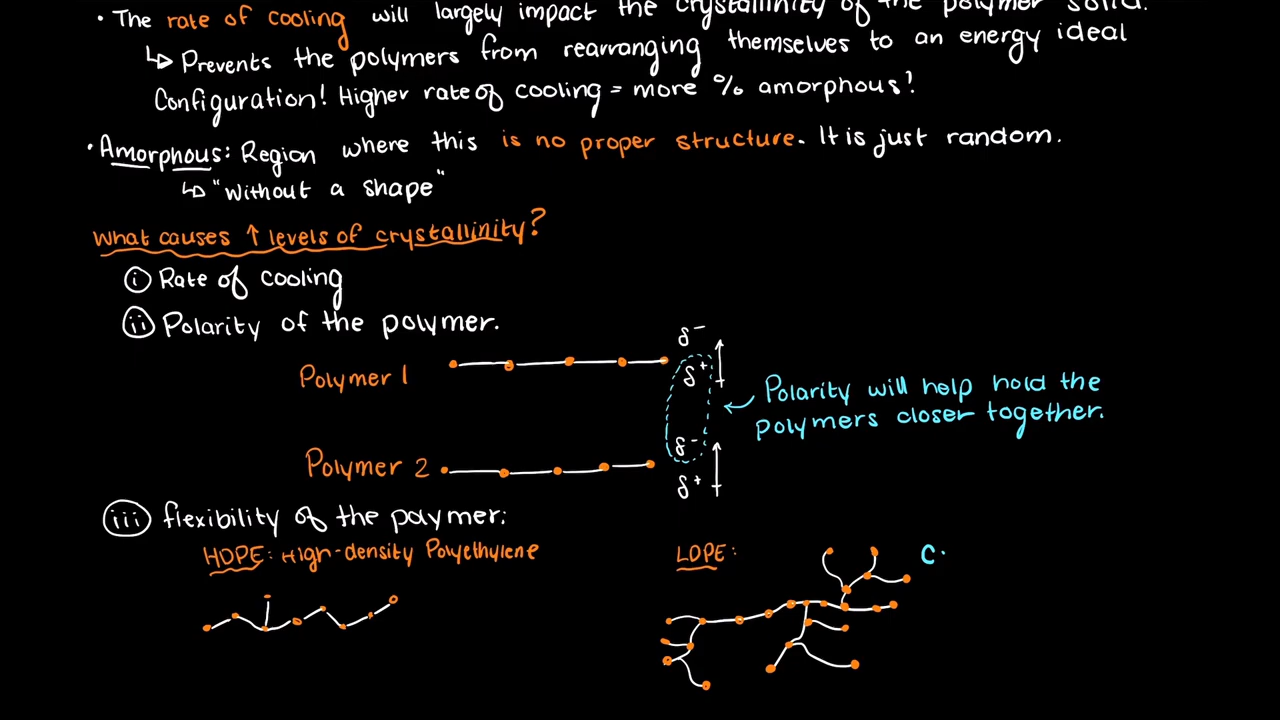 · The rate of cooling will largely impact the crystallinity of the polymer solid.
↳ Prevents the polymers from rearranging themselves to an energy ideal
Configuration! Higher rate of cooling = more % amorphous!
· Amorphous: Region where this is no proper structure. It is just random.
↳ "without a shape"
What causes ↑ levels of crystallinity?
(i) Rate of cooling
(ii) Polarity of the polymer.
δ-
Polymer 1
δ+
Polarity will help hold the
polymers closer together.
δ-
Polymer 2
δ+
(iii) flexibility of the polymer:
HDPE: High-density Polyethylene
LDPE:
C.